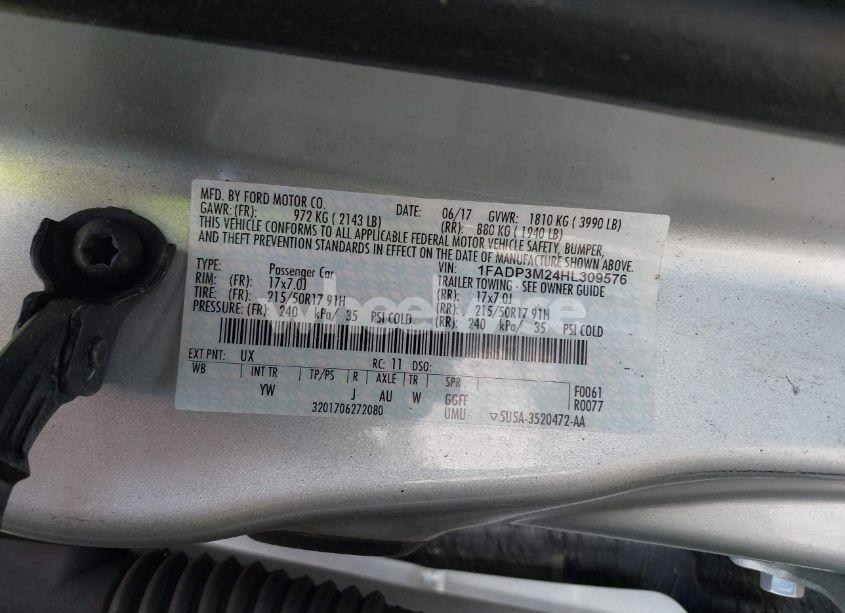 MFD. BY FORD MOTOR CO. DATE: 06/17 GVWR: 1810 KG ( 3990 LB)
GAWR: (FR): 972 KG ( 2143 LB) (RR): 880 KG ( 1940 LB)
THIS VEHICLE CONFORMS TO ALL APPLICABLE FEDERAL MOTOR VEHICLE SAFETY, BUMPER,
AND THEFT PREVENTION STANDARDS IN EFFECT ON THE DATE OF MANUFACTURE SHOWN ABOVE.
VIN: 1FADP3M24HL309576
TYPE: Passenger Car TRAILER TOWING - SEE OWNER GUIDE
RIM: (FR): 17x7.0J (RR): 17x7.0J
TIRE: (FR): 215/50R17 91H (RR): 215/50R17 91H
PRESSURE: (FR) 240 kPa/ 35 PSI COLD (RR) 240 kPa/ 35 PSI COLD
wheelwise
EXT PNT: UX RC: 11 DSO:
WB INT TR TP/PS R AXLE TR SPR F0061
YW J AU W GGFF R0077
3201706272080 UMU ▽5U5A-3520472-AA